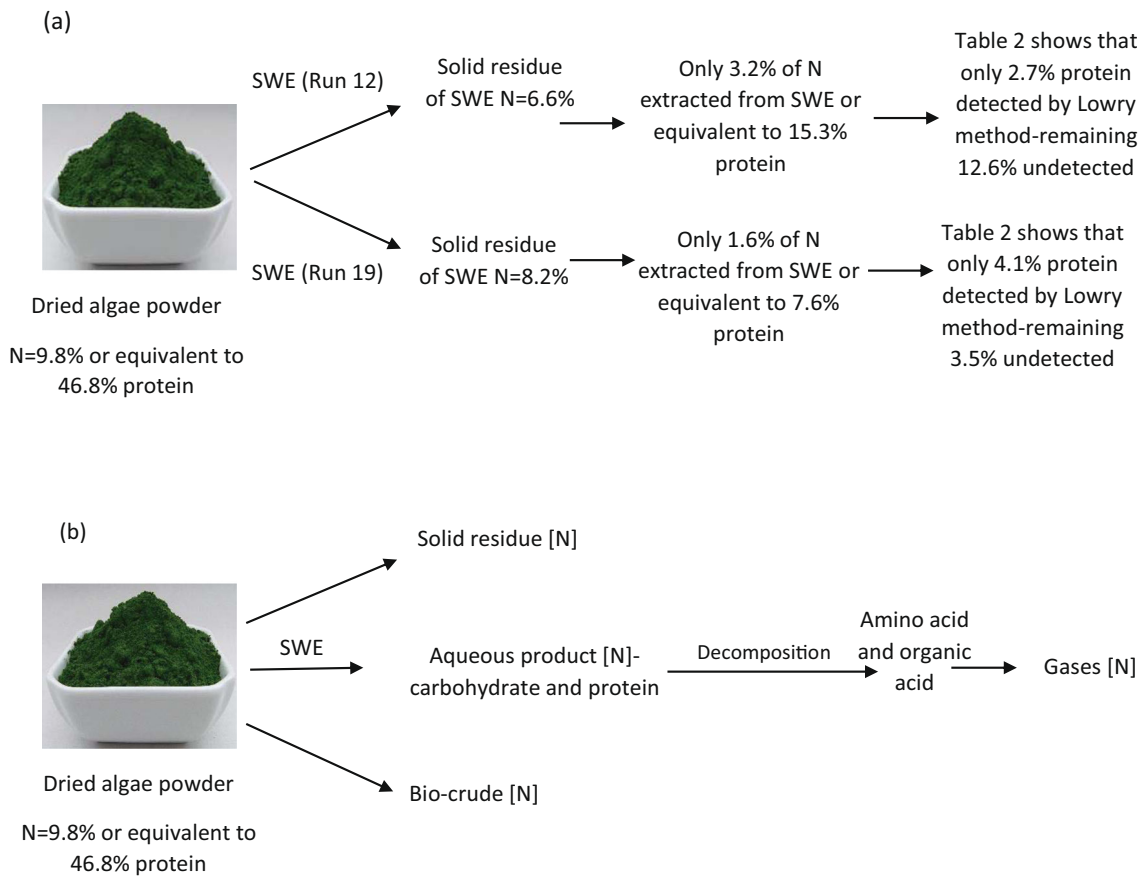 (a)
SWE (Run 12)
Solid residue
of SWE N=6.6%
Only 3.2% of N
extracted from SWE or
equivalent to 15.3%
protein
Table 2 shows that
only 2.7% protein
detected by Lowry
method-remaining
12.6% undetected
SWE (Run 19)
Solid residue
of SWE N=8.2%
Only 1.6% of N
extracted from SWE or
equivalent to 7.6%
protein
Table 2 shows that
only 4.1% protein
detected by Lowry
method-remaining
3.5% undetected
Dried algae powder
N=9.8% or equivalent to
46.8% protein
(b)
Solid residue [N]
SWE
Aqueous product [N]-
carbohydrate and protein
Decomposition
Amino acid
and organic
acid
Gases [N]
Bio-crude [N]
Dried algae powder
N=9.8% or equivalent to
46.8% protein